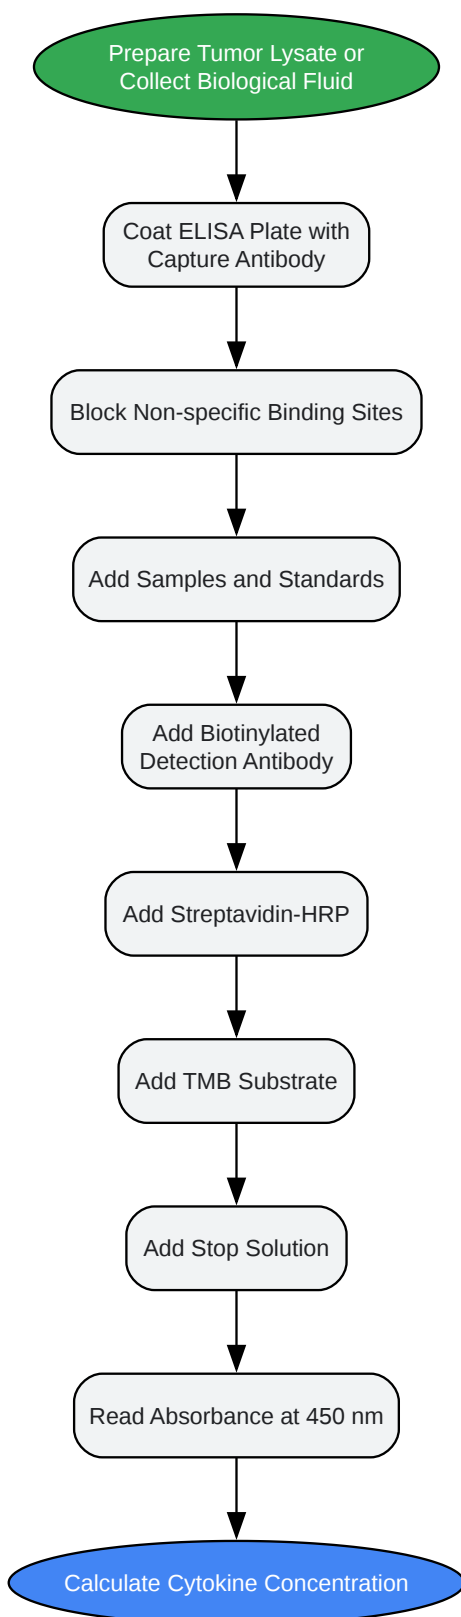 Prepare Tumor Lysate or
Collect Biological Fluid
Coat ELISA Plate with
Capture Antibody
Block Non-specific Binding Sites
Add Samples and Standards
Add Biotinylated
Detection Antibody
Add Streptavidin-HRP
Add TMB Substrate
Add Stop Solution
Read Absorbance at 450 nm
Calculate Cytokine Concentration